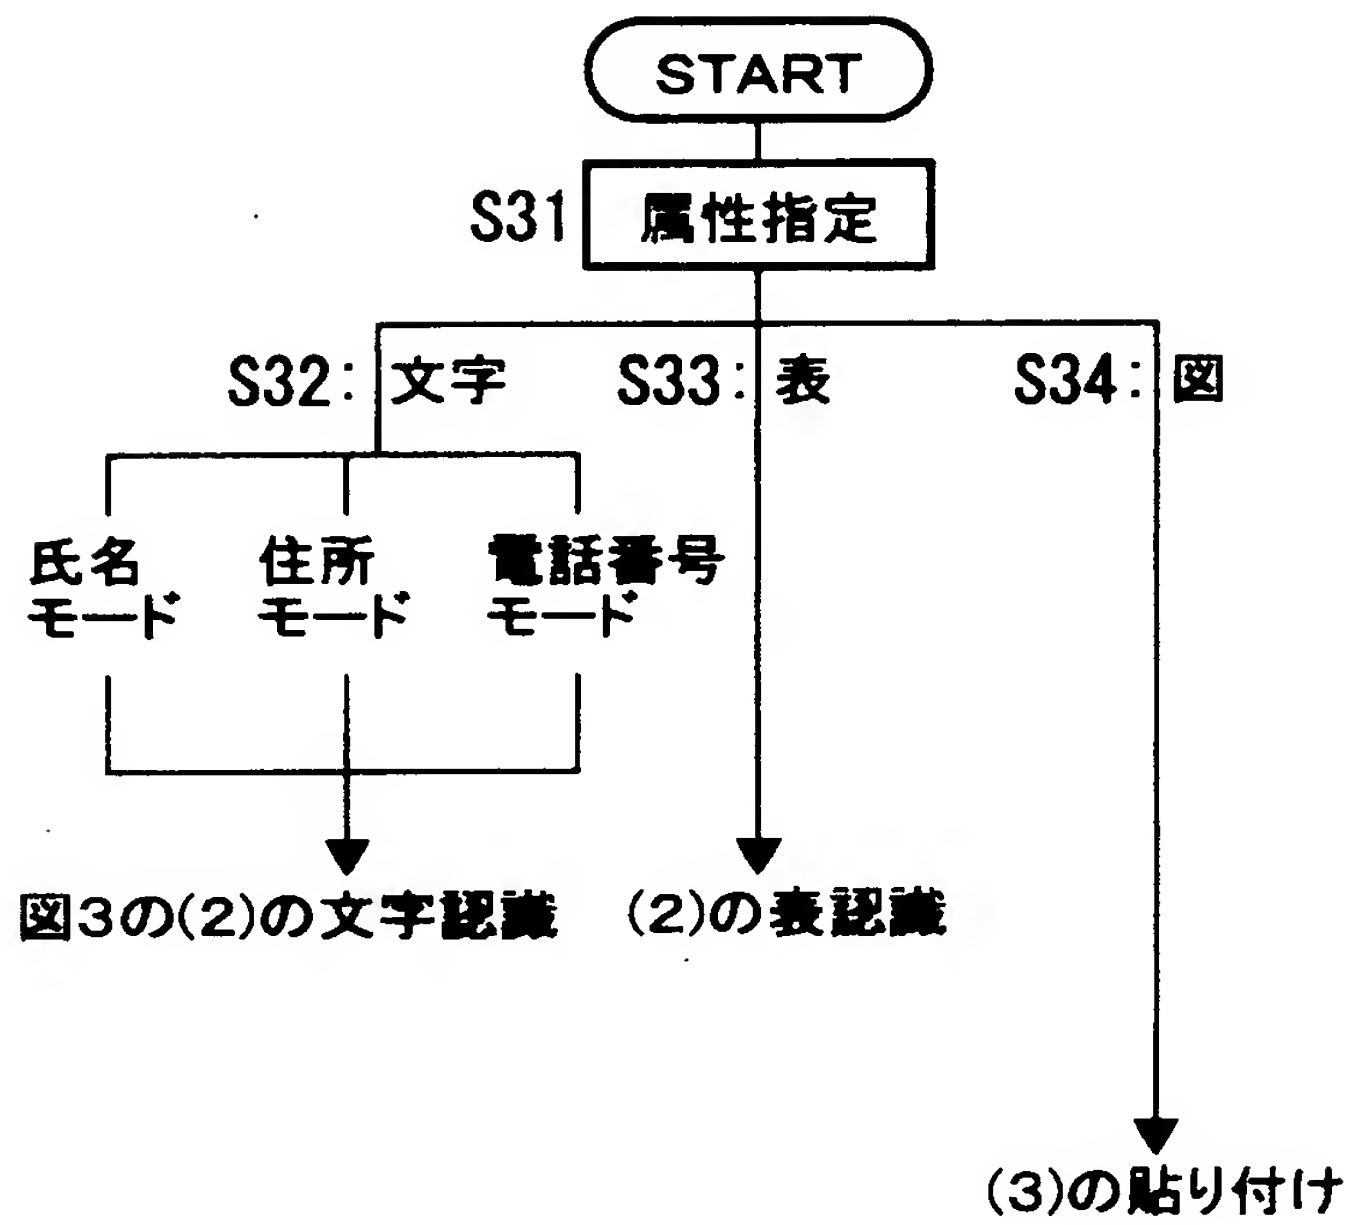 START
S31 属性指定
S32: 文字
S33: 表
S34: 図
氏名
モード
住所
モード
電話番号
モード
図3の(2)の文字認識
(2)の表認識
(3)の貼り付け